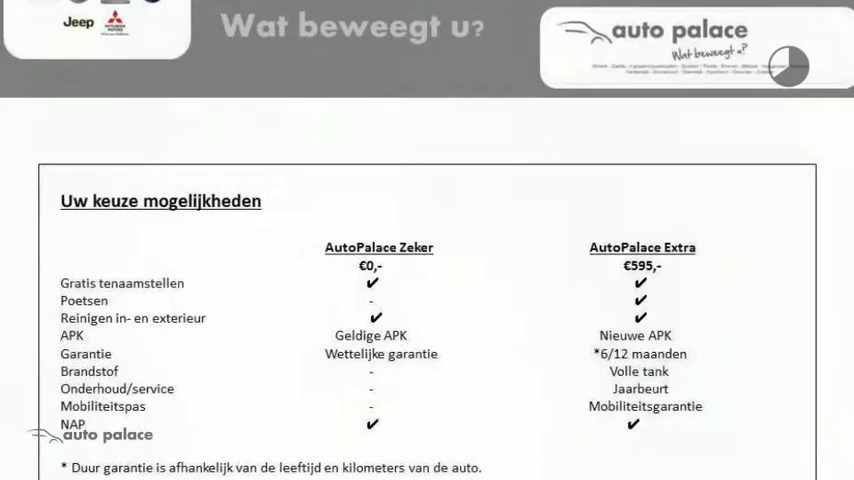 Jeep
Wat beweegt u?
auto palace
Wat beweegt u?
Uw keuze mogelijkheden
AutoPalace Zeker AutoPalace Extra
€0,- €595,-
Gratis tenaamstellen ✔ ✔
Poetsen - ✔
Reinigen in- en exterieur ✔ ✔
APK Geldige APK Nieuwe APK
Garantie Wettelijke garantie *6/12 maanden
Brandstof - Volle tank
Onderhoud/service - Jaarbeurt
Mobiliteitspas - Mobiliteitsgarantie
NAP ✔ ✔
auto palace
* Duur garantie is afhankelijk van de leeftijd en kilometers van de auto.